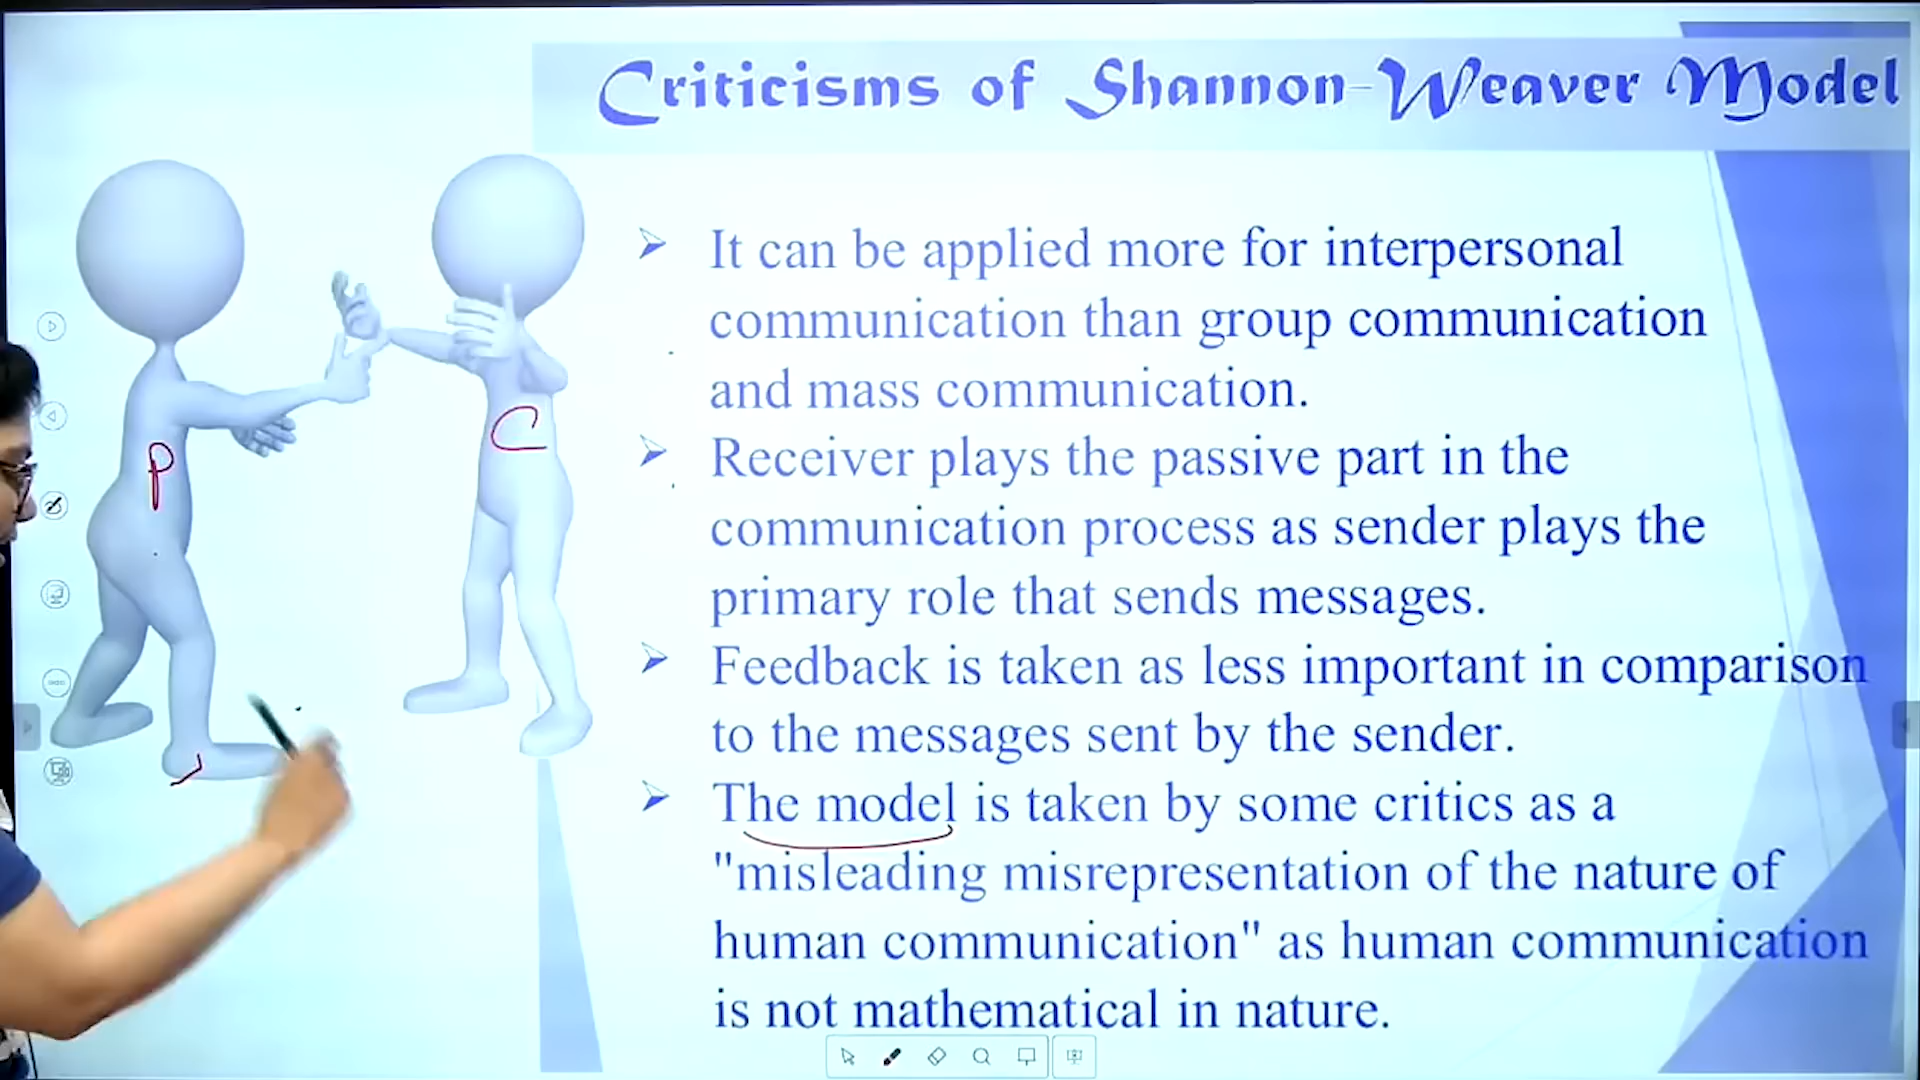 Criticisms of Shannon-Weaver Model
P
C
➢ It can be applied more for interpersonal
communication than group communication
and mass communication.
➢ Receiver plays the passive part in the
communication process as sender plays the
primary role that sends messages.
➢ Feedback is taken as less important in comparison
to the messages sent by the sender.
➢ The model is taken by some critics as a
"misleading misrepresentation of the nature of
human communication" as human communication
is not mathematical in nature.